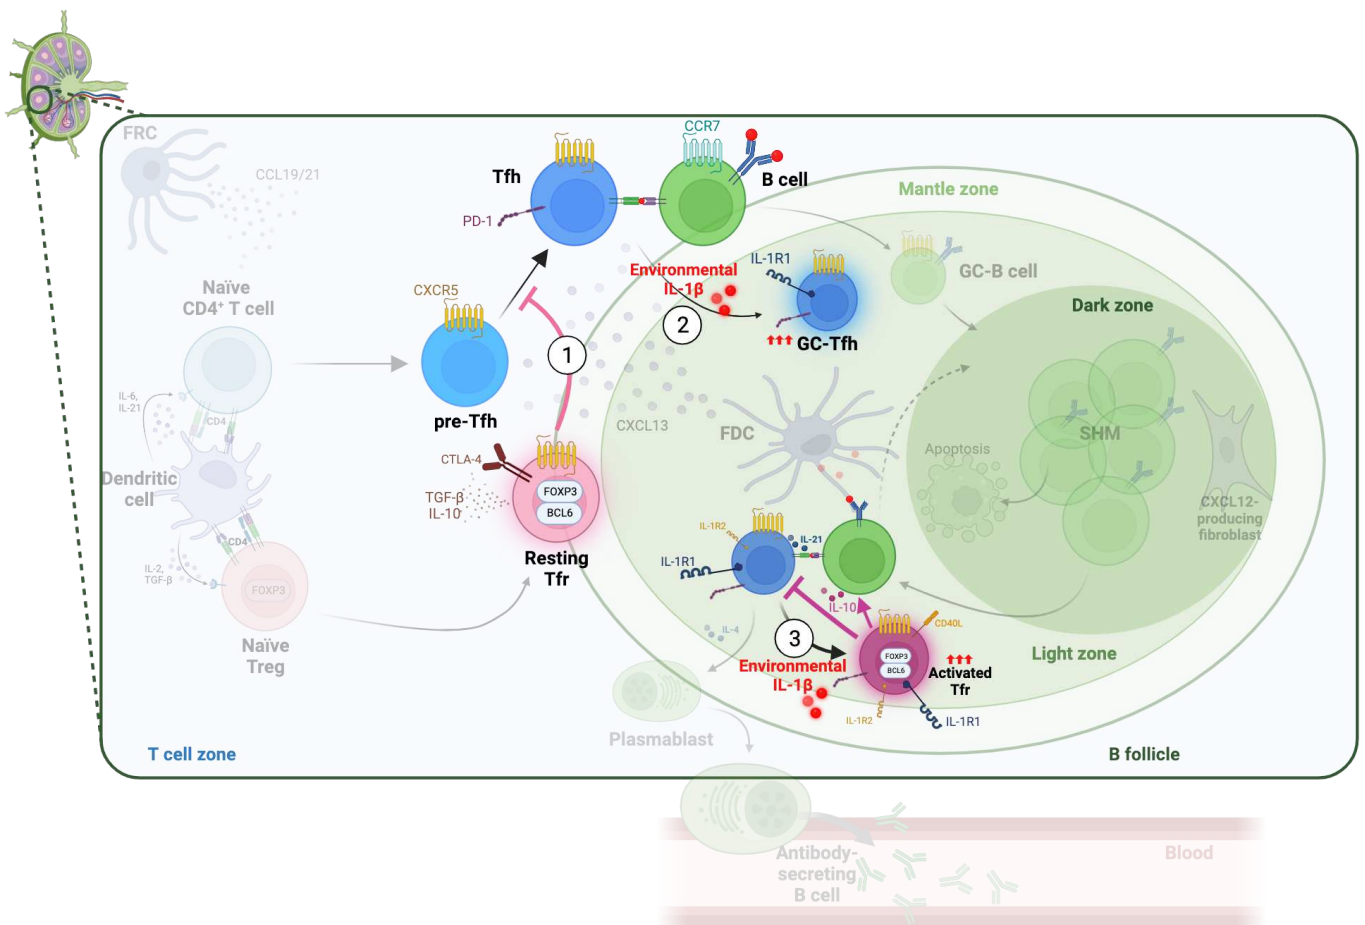 FRC
CCL19/21
Naïve
CD4⁺ T cell
IL-6,
IL-21
CD4
Dendritic
cell
CD4
IL-2,
TGF-β
FOXP3
Naïve
Treg
T cell zone
CXCR5
pre-Tfh
Tfh
PD-1
CCR7
B cell
1
CTLA-4
TGF-β
IL-10
FOXP3
BCL6
Resting
Tfr
Environmental
IL-1β
2
IL-1R1
GC-Tfh
CXCL13
Mantle zone
GC-B cell
Dark zone
FDC
Apoptosis
SHM
CXCL12-
producing
fibroblast
IL-1R2
IL-21
IL-1R1
IL-10
IL-4
3
Environmental
IL-1β
CD40L
FOXP3
BCL6
Activated
Tfr
IL-1R2
IL-1R1
Light zone
Plasmablast
B follicle
Antibody-
secreting
B cell
Blood